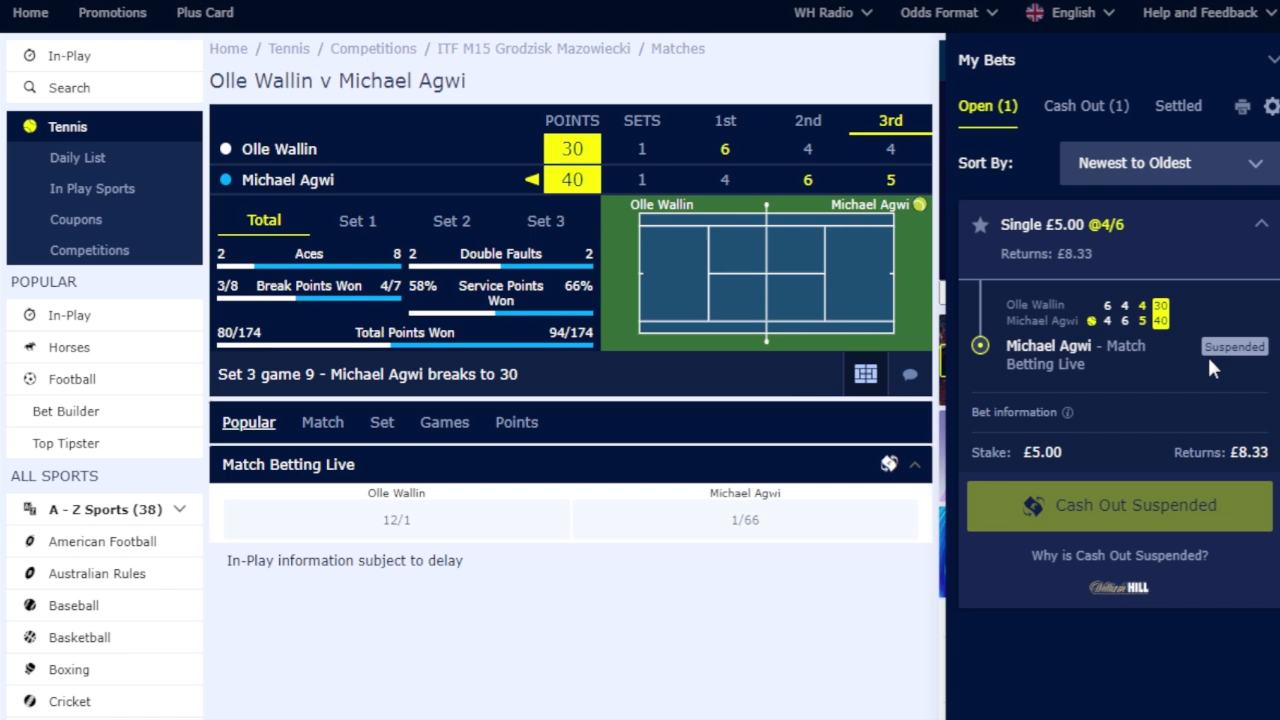 Home Promotions Plus Card WH Radio Odds Format English Help and Feedback
In-Play
Search
Tennis
Daily List
In Play Sports
Coupons
Competitions
POPULAR
In-Play
Horses
Football
Bet Builder
Top Tipster
ALL SPORTS
A - Z Sports (38)
American Football
Australian Rules
Baseball
Basketball
Boxing
Cricket
Home / Tennis / Competitions / ITF M15 Grodzisk Mazowiecki / Matches
Olle Wallin v Michael Agwi
POINTS SETS 1st 2nd 3rd
Olle Wallin 30 1 6 4 4
Michael Agwi 40 1 4 6 5
Total Set 1 Set 2 Set 3
2 Aces 8 2 Double Faults 2
3/8 Break Points Won 4/7 58% Service Points Won 66%
80/174 Total Points Won 94/174
Olle Wallin Michael Agwi
Set 3 game 9 - Michael Agwi breaks to 30
Popular Match Set Games Points
Match Betting Live
Olle Wallin Michael Agwi
12/1 1/66
In-Play information subject to delay
My Bets
Open (1) Cash Out (1) Settled
Sort By: Newest to Oldest
Single £5.00 @4/6
Returns: £8.33
Olle Wallin 6 4 4 30
Michael Agwi 4 6 5 40
Michael Agwi - Match Suspended
Betting Live
Bet information
Stake: £5.00 Returns: £8.33
Cash Out Suspended
Why is Cash Out Suspended?
William HILL